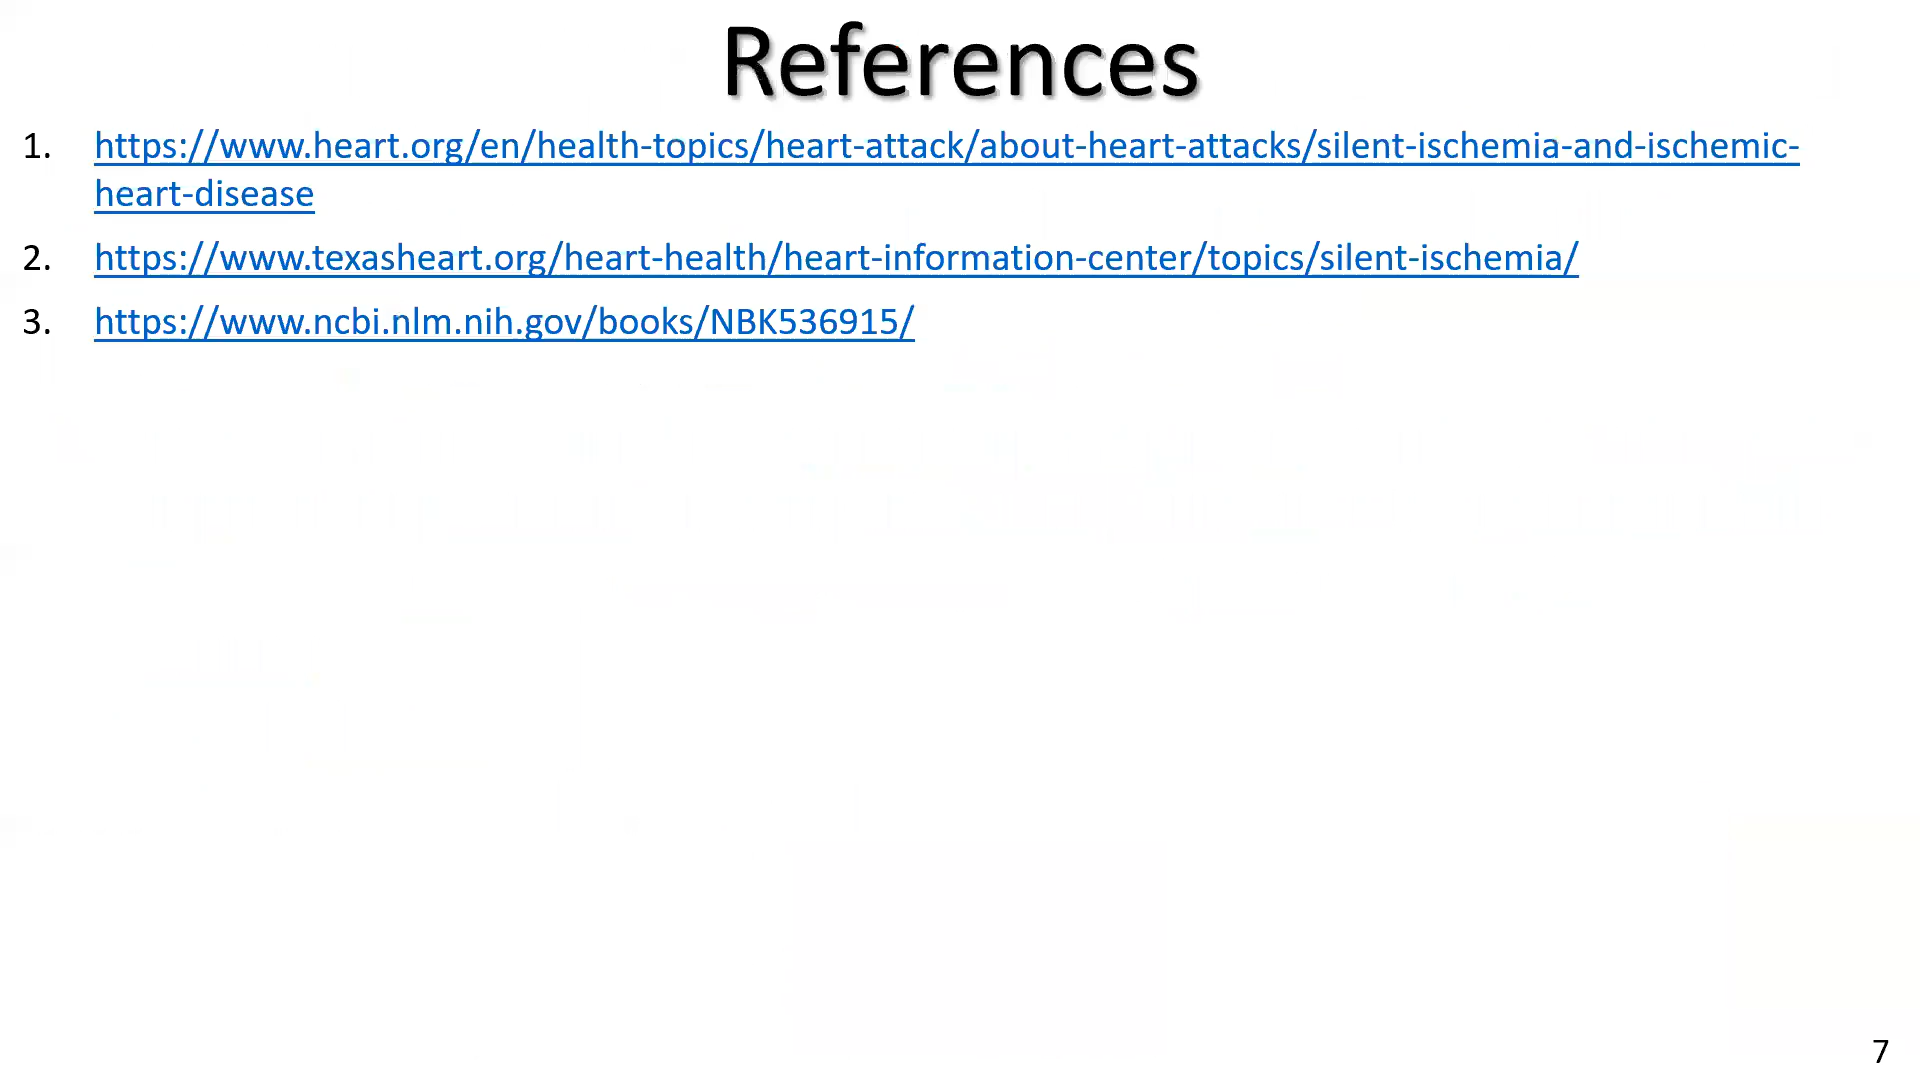 References
1. https://www.heart.org/en/health-topics/heart-attack/about-heart-attacks/silent-ischemia-and-ischemic-
heart-disease
2. https://www.texasheart.org/heart-health/heart-information-center/topics/silent-ischemia/
3. https://www.ncbi.nlm.nih.gov/books/NBK536915/
7